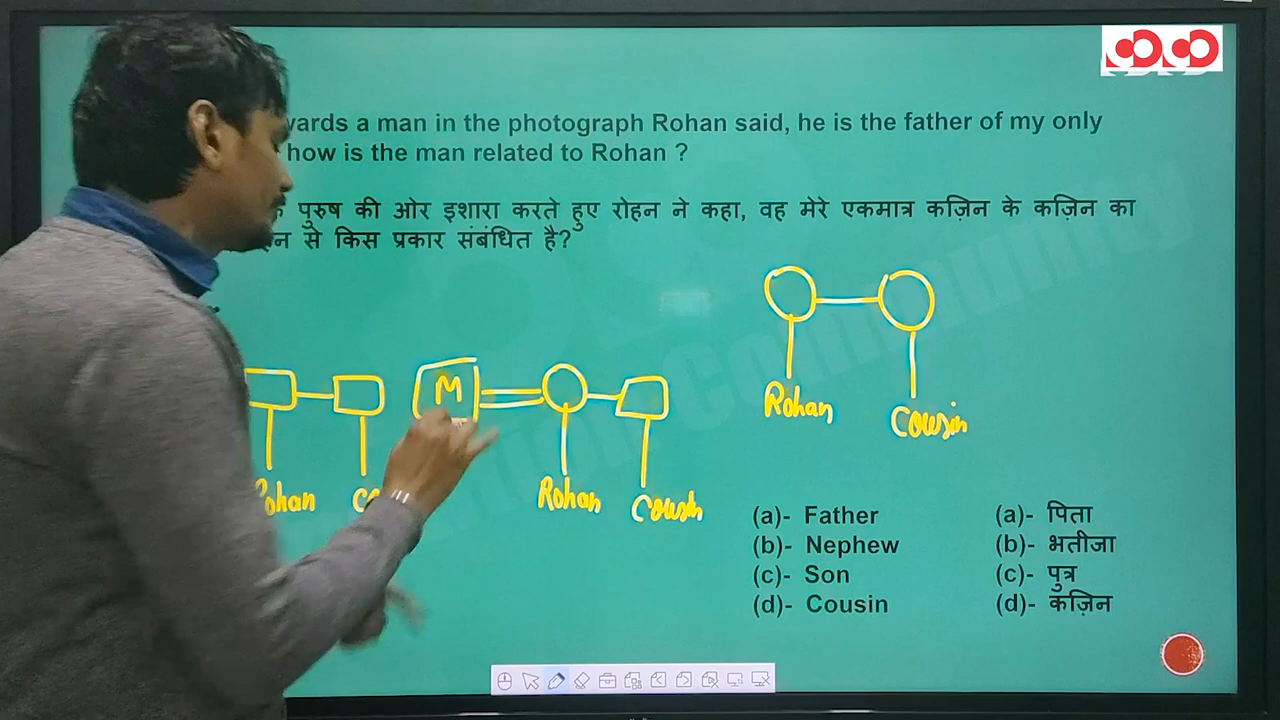 wards a man in the photograph Rohan said, he is the father of my only
how is the man related to Rohan ?
पुरुष की ओर इशारा करते हुए रोहन ने कहा, वह मेरे एकमात्र कज़िन के कज़िन का
से किस प्रकार संबंधित है?
Rohan
Cousin
M
Rohan
Cousin
(a)- Father (a)- पिता
(b)- Nephew (b)- भतीजा
(c)- Son (c)- पुत्र
(d)- Cousin (d)- कज़िन